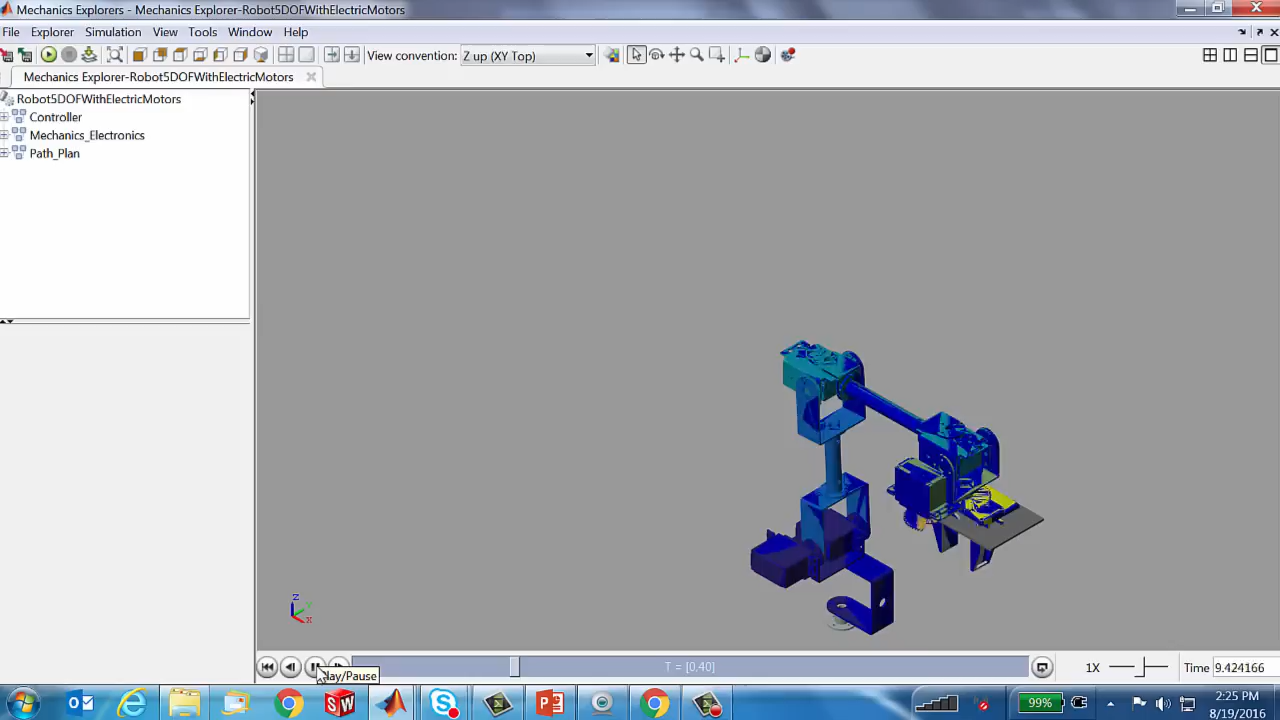 Mechanics Explorers - Mechanics Explorer-Robot5DOFWithElectricMotors
File Explorer Simulation View Tools Window Help
View convention: Z up (XY Top)
Mechanics Explorer-Robot5DOFWithElectricMotors
Robot5DOFWithElectricMotors
Controller
Mechanics_Electronics
Path_Plan
Z
Y
X
T = [0,40]
1X
Time 9.424166
lay/Pause
SW
99%
2:25 PM
8/19/2016